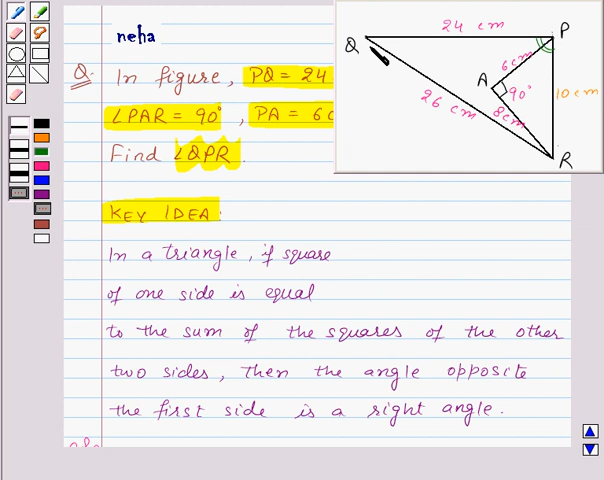 neha
Q. In figure, PQ = 24
∠PAR = 90°, PA = 6
Find ∠QPR.
KEY IDEA:
In a triangle, if square
of one side is equal
to the sum of the squares of the other
two sides, then the angle opposite
the first side is a right angle.
24 cm
Q
P
6cm
A
90°
10cm
26 cm
8cm
R